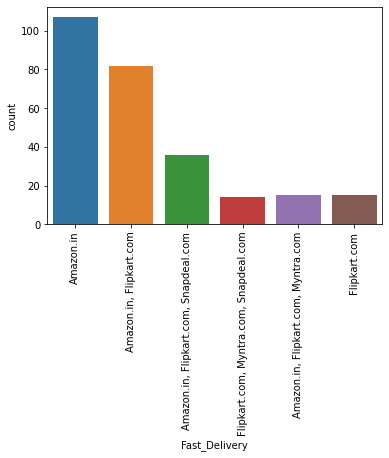 100
80
60
40
20
0
count
Amazon.in
Amazon.in, Flipkart.com
Amazon.in, Flipkart.com, Snapdeal.com
Flipkart.com, Myntra.com, Snapdeal.com
Amazon.in, Flipkart.com, Myntra.com
Flipkart.com
Fast_Delivery